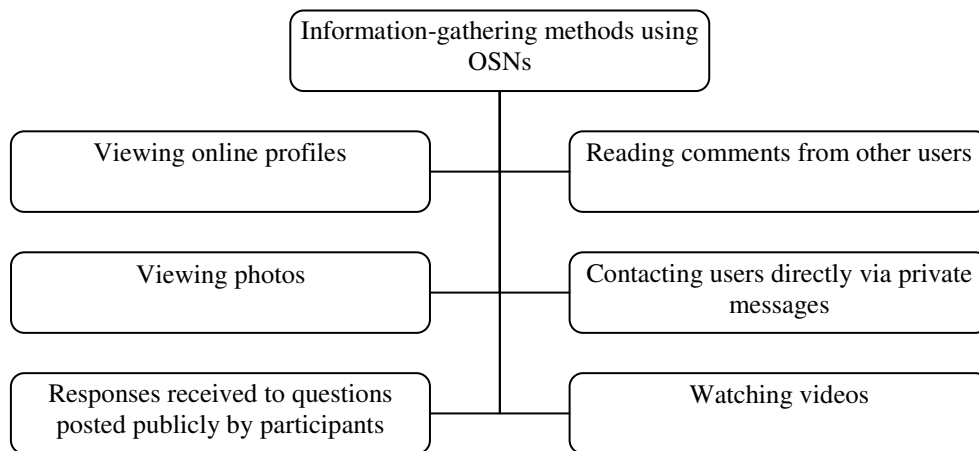 Information-gathering methods using
OSNs
Viewing online profiles
Reading comments from other users
Viewing photos
Contacting users directly via private
messages
Responses received to questions
posted publicly by participants
Watching videos